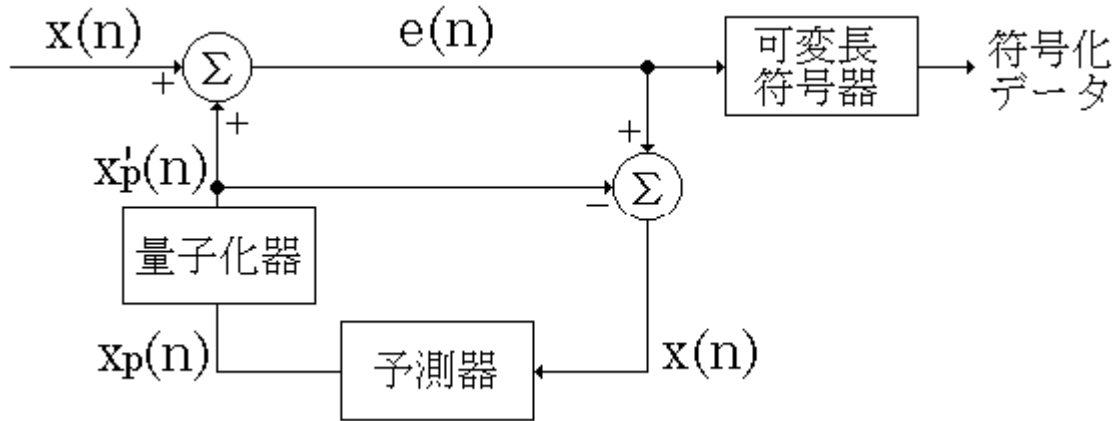 x(n)
e(n)
+
Σ
+
可変長
符号器
符号化
データ
x'p(n)
+
−
Σ
量子化器
xp(n)
予測器
x(n)